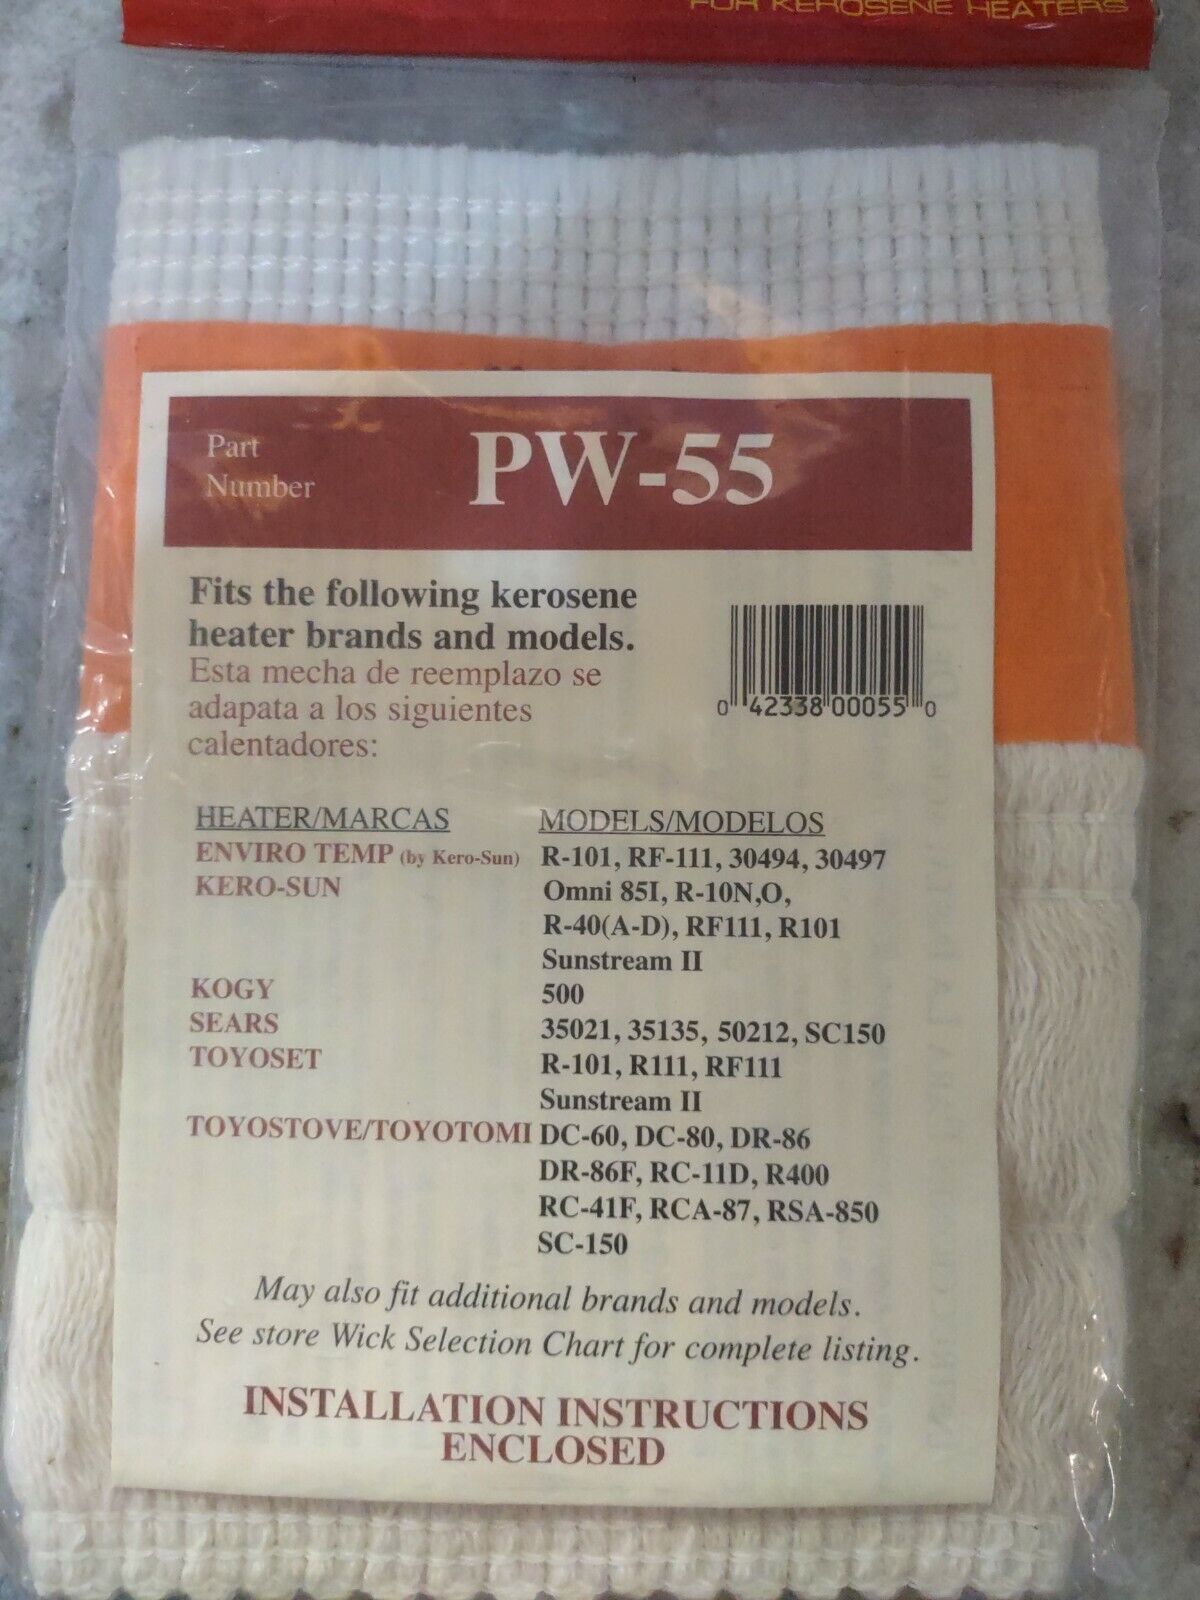 FOR KEROSENE HEATERS
Part
Number
PW-55
Fits the following kerosene
heater brands and models.
Esta mecha de reemplazo se
adapata a los siguientes
calentadores:
0 42338 00055 0
HEATER/MARCAS MODELS/MODELOS
ENVIRO TEMP (by Kero-Sun) R-101, RF-111, 30494, 30497
KERO-SUN Omni 85I, R-10N,O,
R-40(A-D), RF111, R101
Sunstream II
KOGY 500
SEARS 35021, 35135, 50212, SC150
TOYOSET R-101, R111, RF111
Sunstream II
TOYOSTOVE/TOYOTOMI DC-60, DC-80, DR-86
DR-86F, RC-11D, R400
RC-41F, RCA-87, RSA-850
SC-150
May also fit additional brands and models.
See store Wick Selection Chart for complete listing.
INSTALLATION INSTRUCTIONS
ENCLOSED